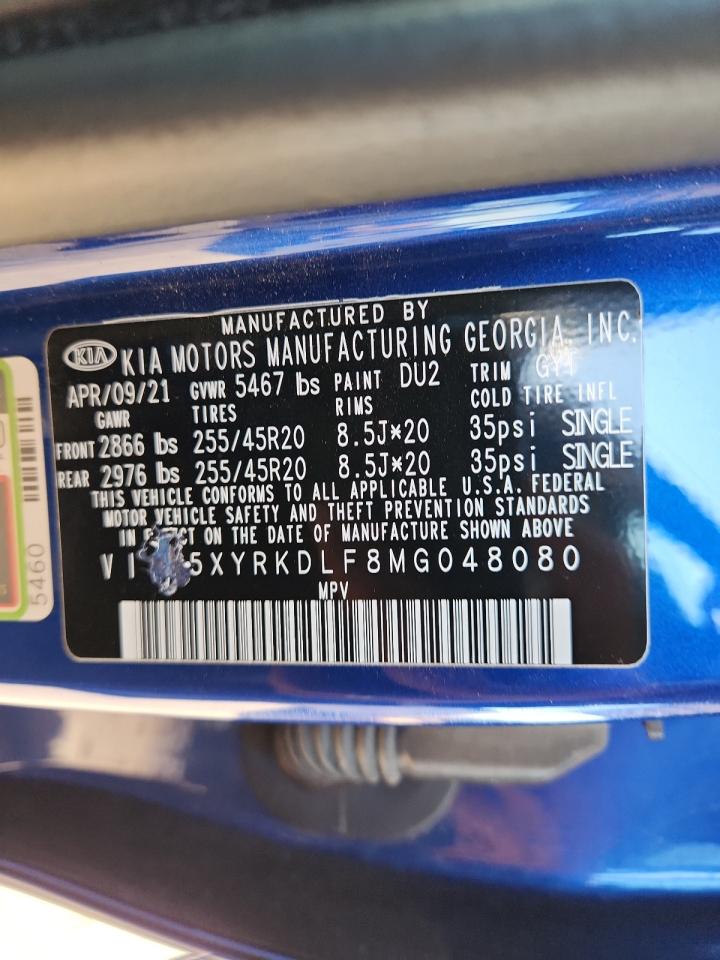 MANUFACTURED BY
KIA KIA MOTORS MANUFACTURING GEORGIA, INC.
APR/09/21 GVWR 5467 lbs PAINT DU2 TRIM GYT
GAWR TIRES RIMS COLD TIRE INFL
FRONT 2866 lbs 255/45R20 8.5J×20 35psi SINGLE
REAR 2976 lbs 255/45R20 8.5J×20 35psi SINGLE
THIS VEHICLE CONFORMS TO ALL APPLICABLE U.S.A. FEDERAL
MOTOR VEHICLE SAFETY AND THEFT PREVENTION STANDARDS
IN EFFECT ON THE DATE OF MANUFACTURE SHOWN ABOVE
5XYRKDLF8MG048080
MPV
5460